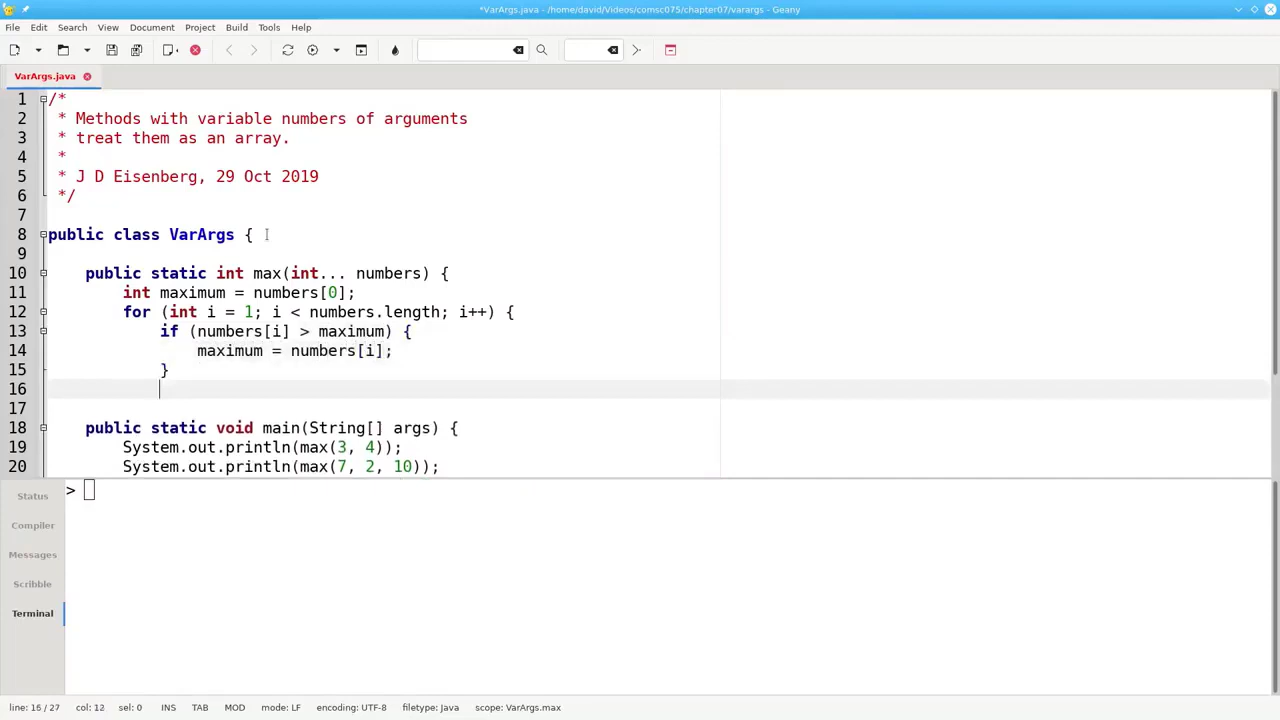 *VarArgs.java - /home/david/Videos/comsc075/chapter07/varargs - Geany
File Edit Search View Document Project Build Tools Help
VarArgs.java
1 /*
2  * Methods with variable numbers of arguments
3  * treat them as an array.
4  *
5  * J D Eisenberg, 29 Oct 2019
6  */
7
8 public class VarArgs {
9
10     public static int max(int... numbers) {
11         int maximum = numbers[0];
12         for (int i = 1; i < numbers.length; i++) {
13             if (numbers[i] > maximum) {
14                 maximum = numbers[i];
15             }
16
17
18     public static void main(String[] args) {
19         System.out.println(max(3, 4));
20         System.out.println(max(7, 2, 10));
>
Status
Compiler
Messages
Scribble
Terminal
line: 16 / 27 col: 12 sel: 0 INS TAB MOD mode: LF encoding: UTF-8 filetype: Java scope: VarArgs.max